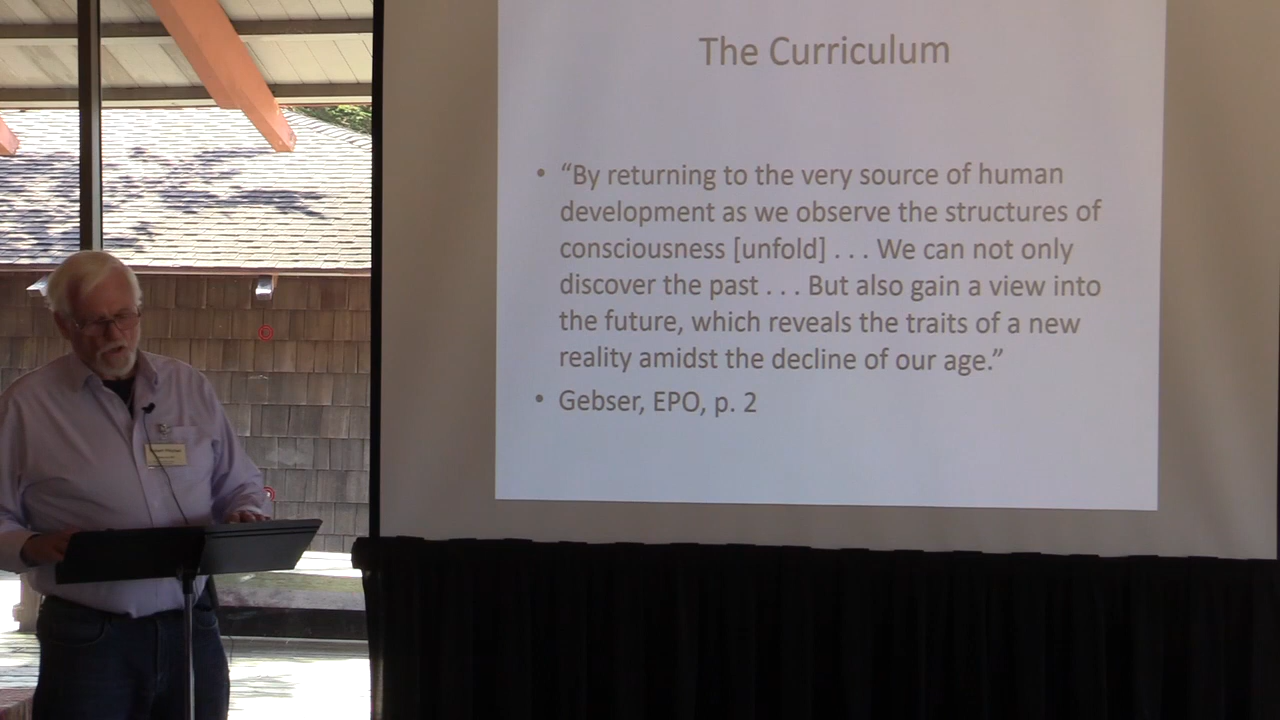 The Curriculum
• “By returning to the very source of human
development as we observe the structures of
consciousness [unfold] . . . We can not only
discover the past . . . But also gain a view into
the future, which reveals the traits of a new
reality amidst the decline of our age.”
• Gebser, EPO, p. 2